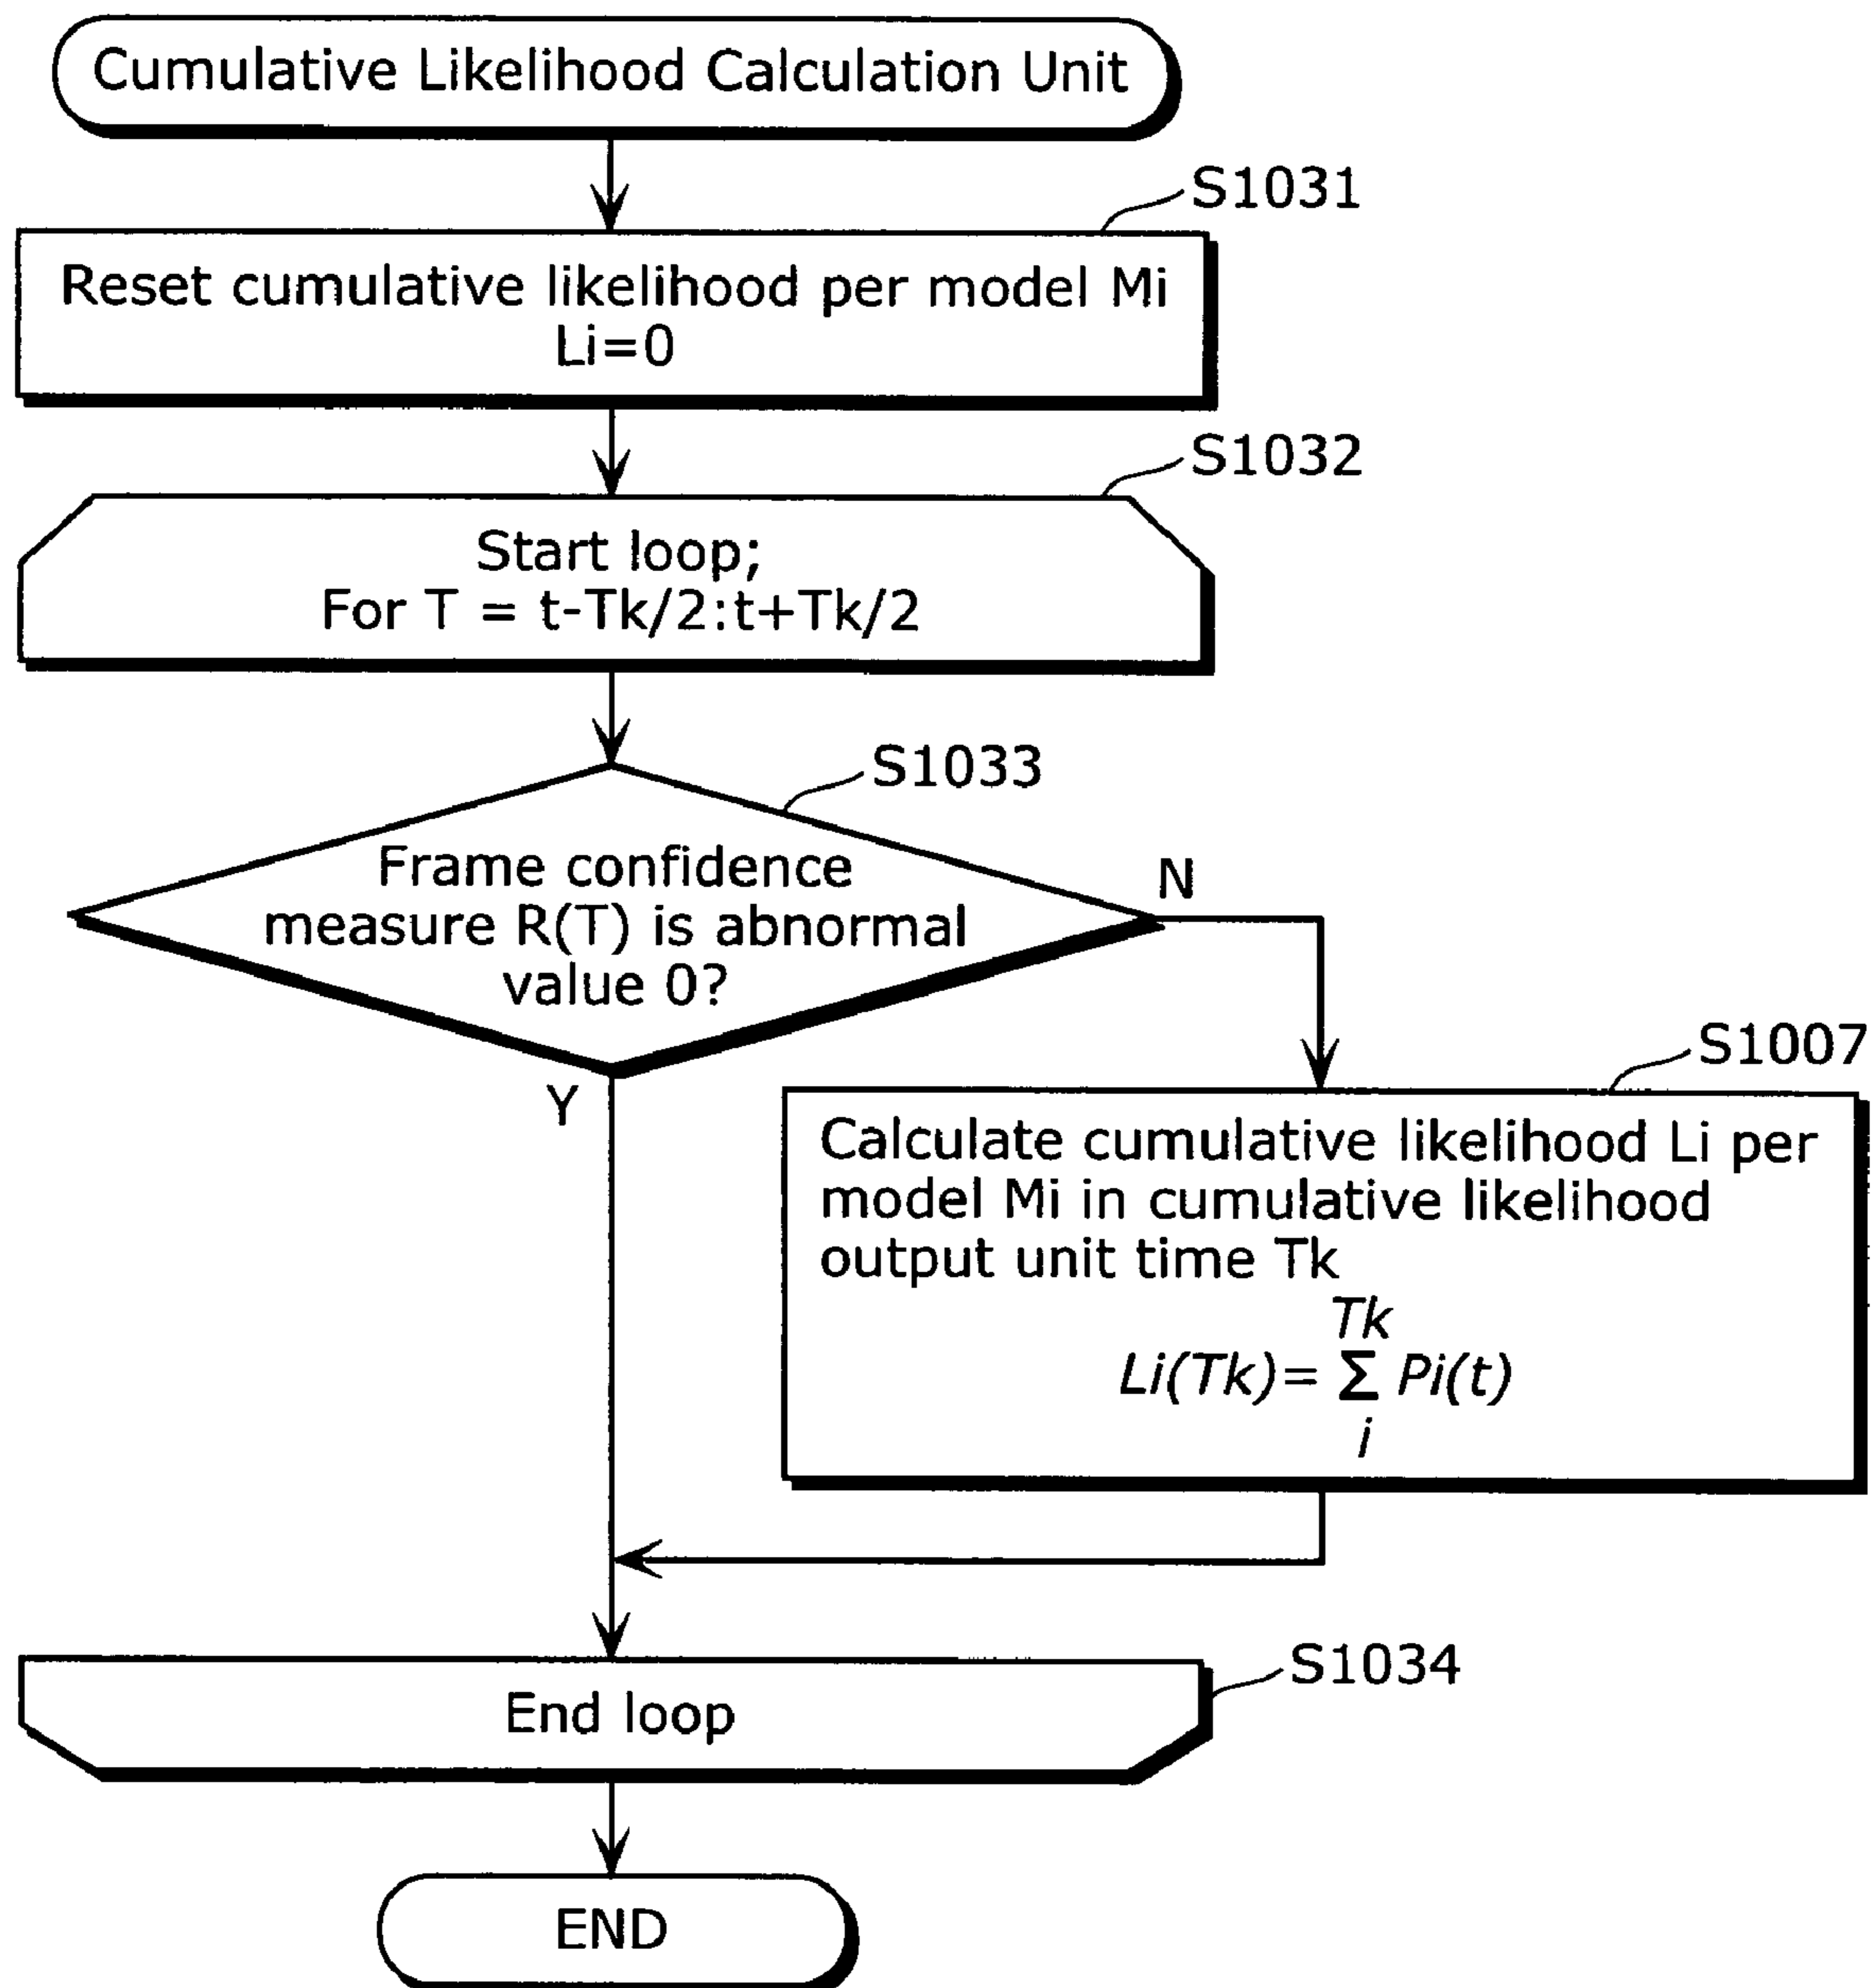 Cumulative Likelihood Calculation Unit
S1031
Reset cumulative likelihood per model Mi
Li=0
S1032
Start loop;
For T = t-Tk/2:t+Tk/2
S1033
Frame confidence
measure R(T) is abnormal
value 0?
N
Y
S1007
Calculate cumulative likelihood Li per
model Mi in cumulative likelihood
output unit time Tk
Tk
Li(Tk)= Σ Pi(t)
i
S1034
End loop
END